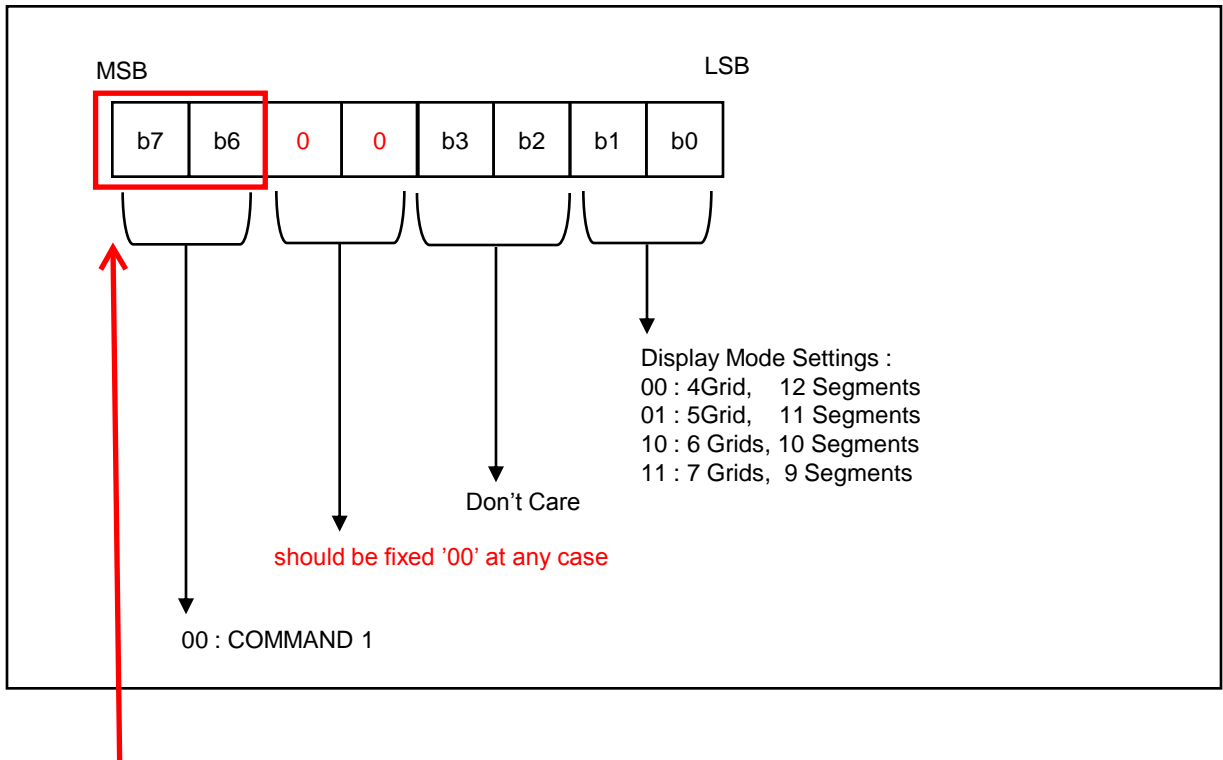 MSB
LSB
b7 b6 0 0 b3 b2 b1 b0
Display Mode Settings :
00 : 4Grid, 12 Segments
01 : 5Grid, 11 Segments
10 : 6 Grids, 10 Segments
11 : 7 Grids, 9 Segments
Don’t Care
should be fixed ’00’ at any case
00 : COMMAND 1